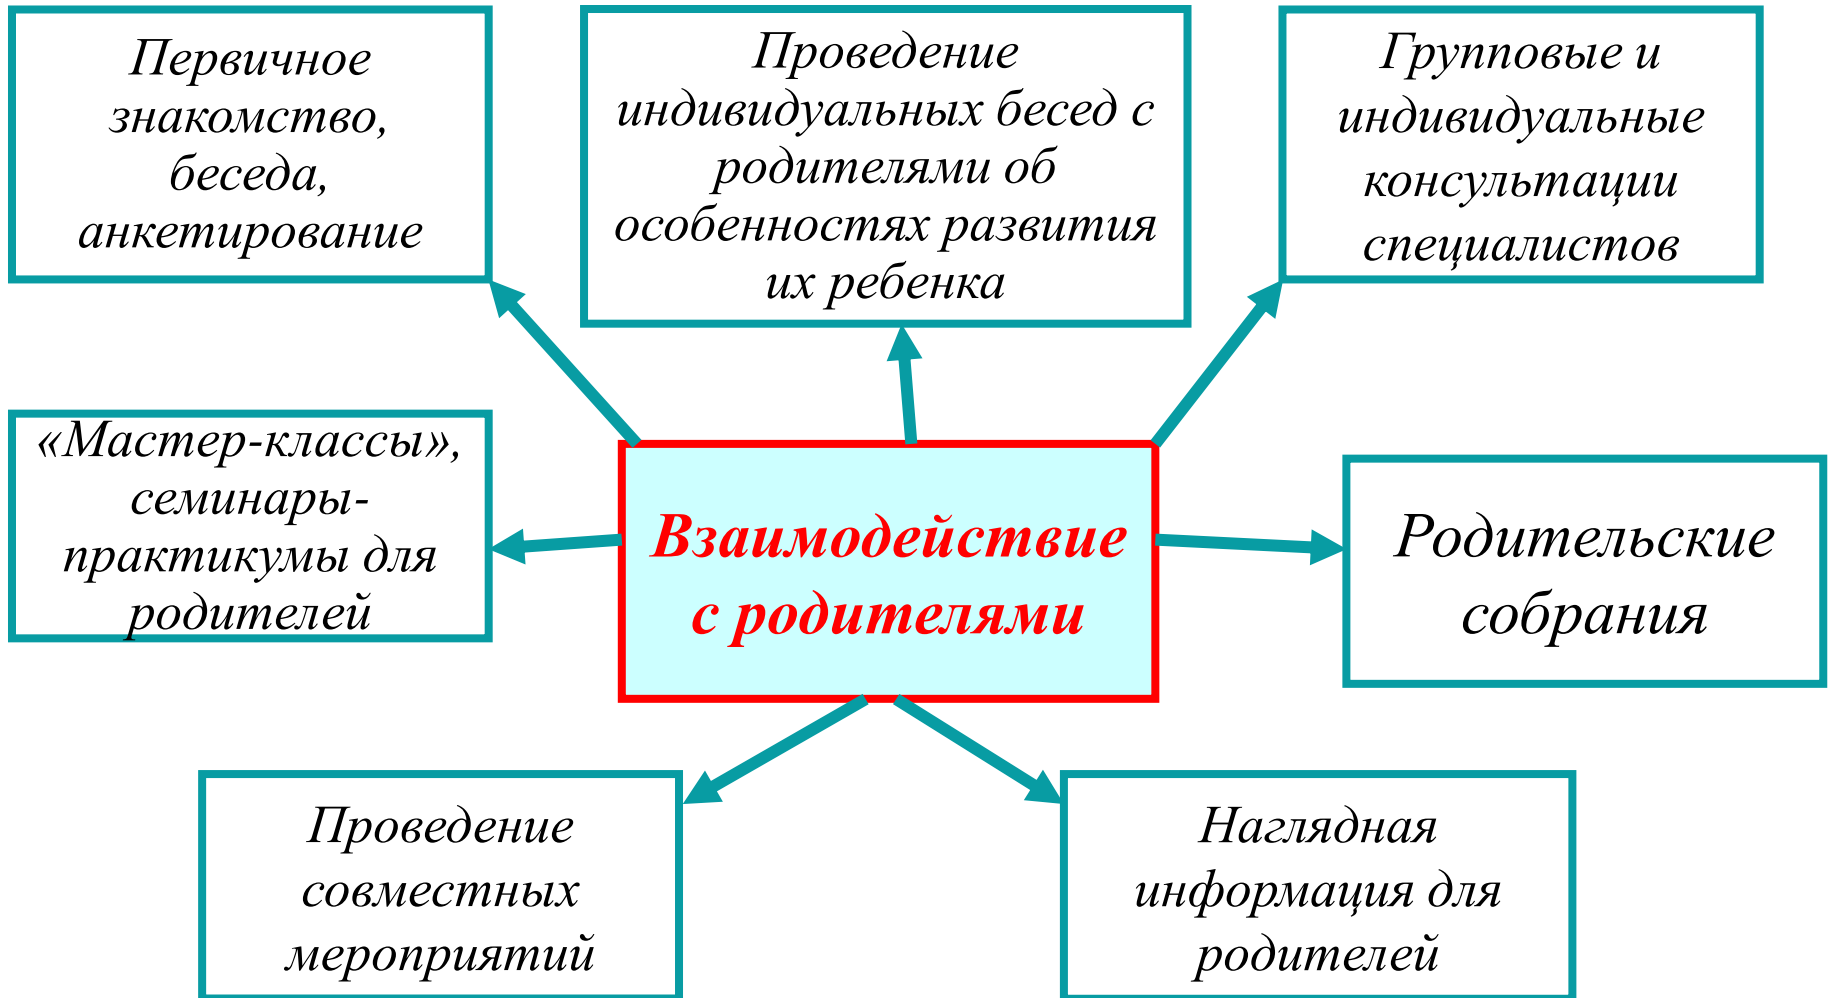 Первичное
знакомство,
беседа,
анкетирование
Проведение
индивидуальных бесед с
родителями об
особенностях развития
их ребенка
Групповые и
индивидуальные
консультации
специалистов
«Мастер-классы»,
семинары-
практикумы для
родителей
Взаимодействие
с родителями
Родительские
собрания
Проведение
совместных
мероприятий
Наглядная
информация для
родителей